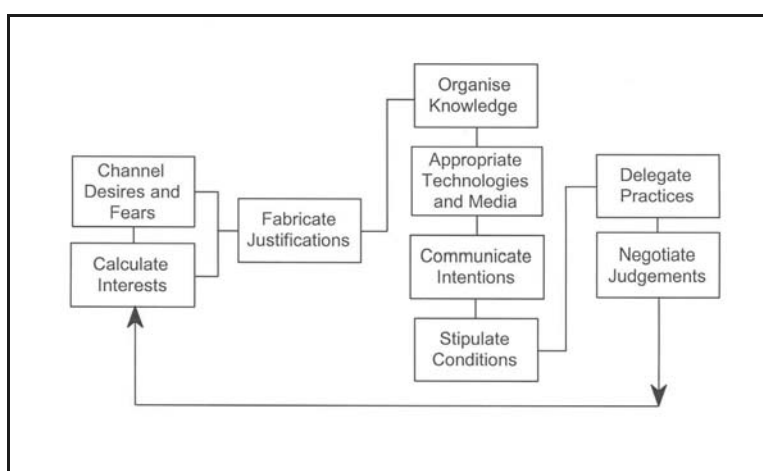 Channel
Desires and
Fears
Calculate
Interests
Fabricate
Justifications
Organise
Knowledge
Appropriate
Technologies
and Media
Communicate
Intentions
Stipulate
Conditions
Delegate
Practices
Negotiate
Judgements